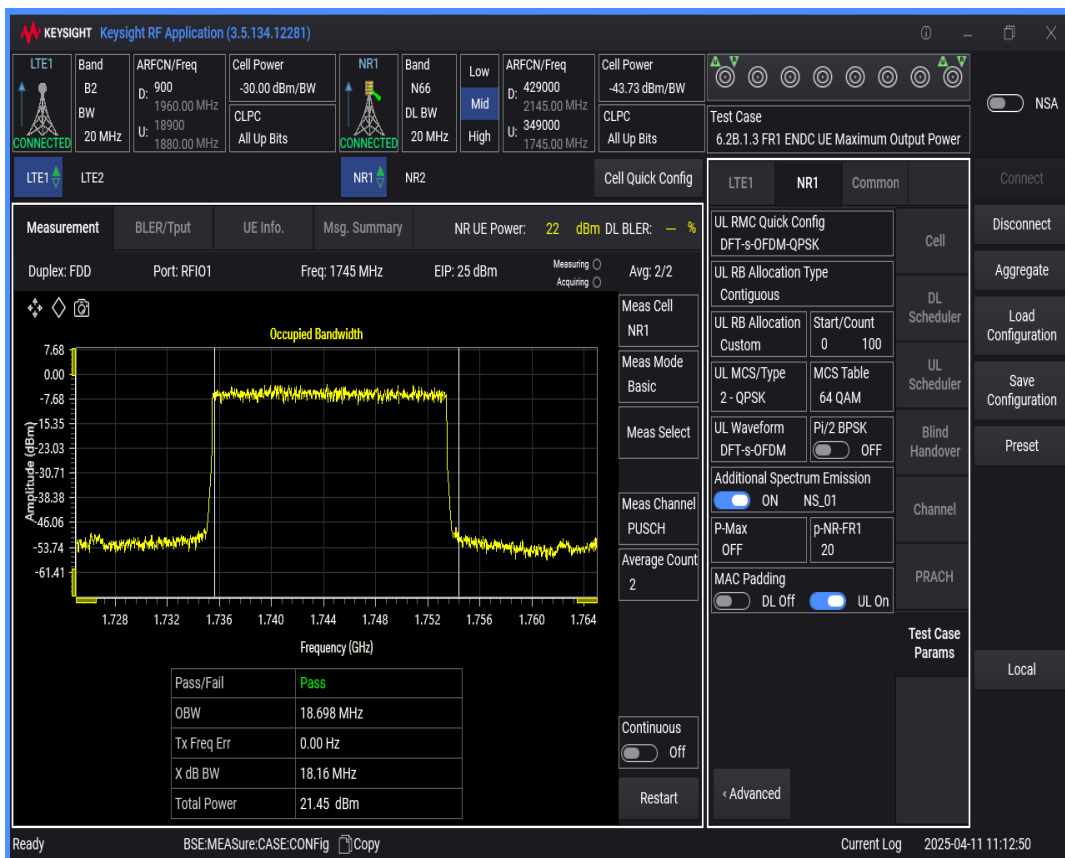 KEYSIGHT Keysight RF Application (3.5.134.12281)
LTE1
CONNECTED
Band
B2
BW
20 MHz
ARFCN/Freq
D: 900
1960.00 MHz
U: 18900
1880.00 MHz
Cell Power
-30.00 dBm/BW
CLPC
All Up Bits
NR1
CONNECTED
Band
N66
DL BW
20 MHz
Low
Mid
High
ARFCN/Freq
D: 429000
2145.00 MHz
U: 349000
1745.00 MHz
Cell Power
-43.73 dBm/BW
CLPC
All Up Bits
Test Case
6.2B.1.3 FR1 ENDC UE Maximum Output Power
NSA
LTE1 LTE2 NR1 NR2 Cell Quick Config
Measurement BLER/Tput UE Info. Msg. Summary NR UE Power: 22 dBm DL BLER: — %
Duplex: FDD Port: RFIO1 Freq: 1745 MHz EIP: 25 dBm Measuring Acquiring Avg: 2/2
Occupied Bandwidth
Amplitude (dBm)
7.68
0.00
-7.68
-15.35
-23.03
-30.71
-38.38
-46.06
-53.74
-61.41
1.728 1.732 1.736 1.740 1.744 1.748 1.752 1.756 1.760 1.764
Frequency (GHz)
Pass/Fail Pass
OBW 18.698 MHz
Tx Freq Err 0.00 Hz
X dB BW 18.16 MHz
Total Power 21.45 dBm
Meas Cell
NR1
Meas Mode
Basic
Meas Select
Meas Channel
PUSCH
Average Count
2
Continuous
Off
Restart
LTE1 NR1 Common
UL RMC Quick Config
DFT-s-OFDM-QPSK
UL RB Allocation Type
Contiguous
UL RB Allocation
Custom
Start/Count
0 100
UL MCS/Type
2 - QPSK
MCS Table
64 QAM
UL Waveform
DFT-s-OFDM
Pi/2 BPSK
OFF
Additional Spectrum Emission
ON NS_01
P-Max
OFF
p-NR-FR1
20
MAC Padding
DL Off UL On
‹ Advanced
Cell
DL
Scheduler
UL
Scheduler
Blind
Handover
Channel
PRACH
Test Case
Params
Connect
Disconnect
Aggregate
Load
Configuration
Save
Configuration
Preset
Local
Ready BSE:MEASure:CASE:CONFig Copy Current Log 2025-04-11 11:12:50